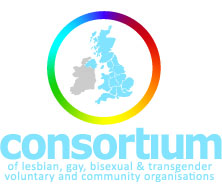 consortium
of lesbian, gay, bisexual & transgender
voluntary and community organisations